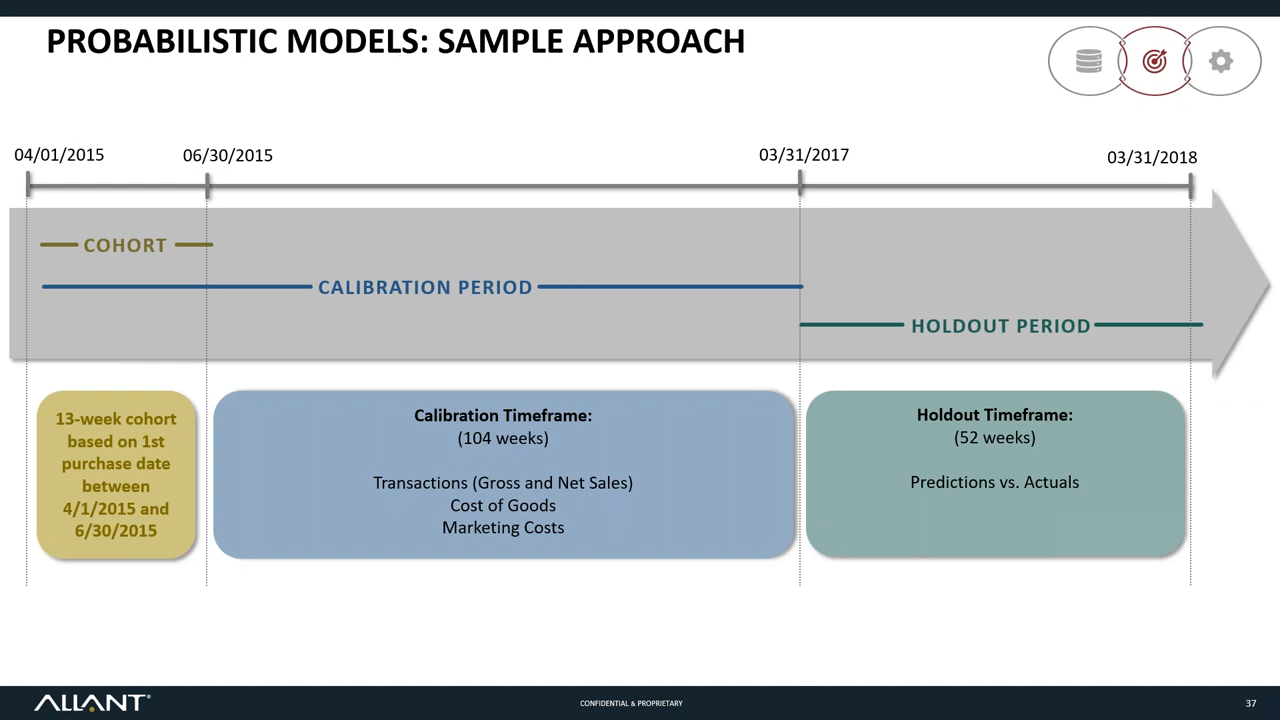 PROBABILISTIC MODELS: SAMPLE APPROACH
04/01/2015
06/30/2015
03/31/2017
03/31/2018
COHORT
CALIBRATION PERIOD
HOLDOUT PERIOD
13-week cohort
based on 1st
purchase date
between
4/1/2015 and
6/30/2015
Calibration Timeframe:
(104 weeks)
Transactions (Gross and Net Sales)
Cost of Goods
Marketing Costs
Holdout Timeframe:
(52 weeks)
Predictions vs. Actuals
ALLANT®
CONFIDENTIAL & PROPRIETARY
37